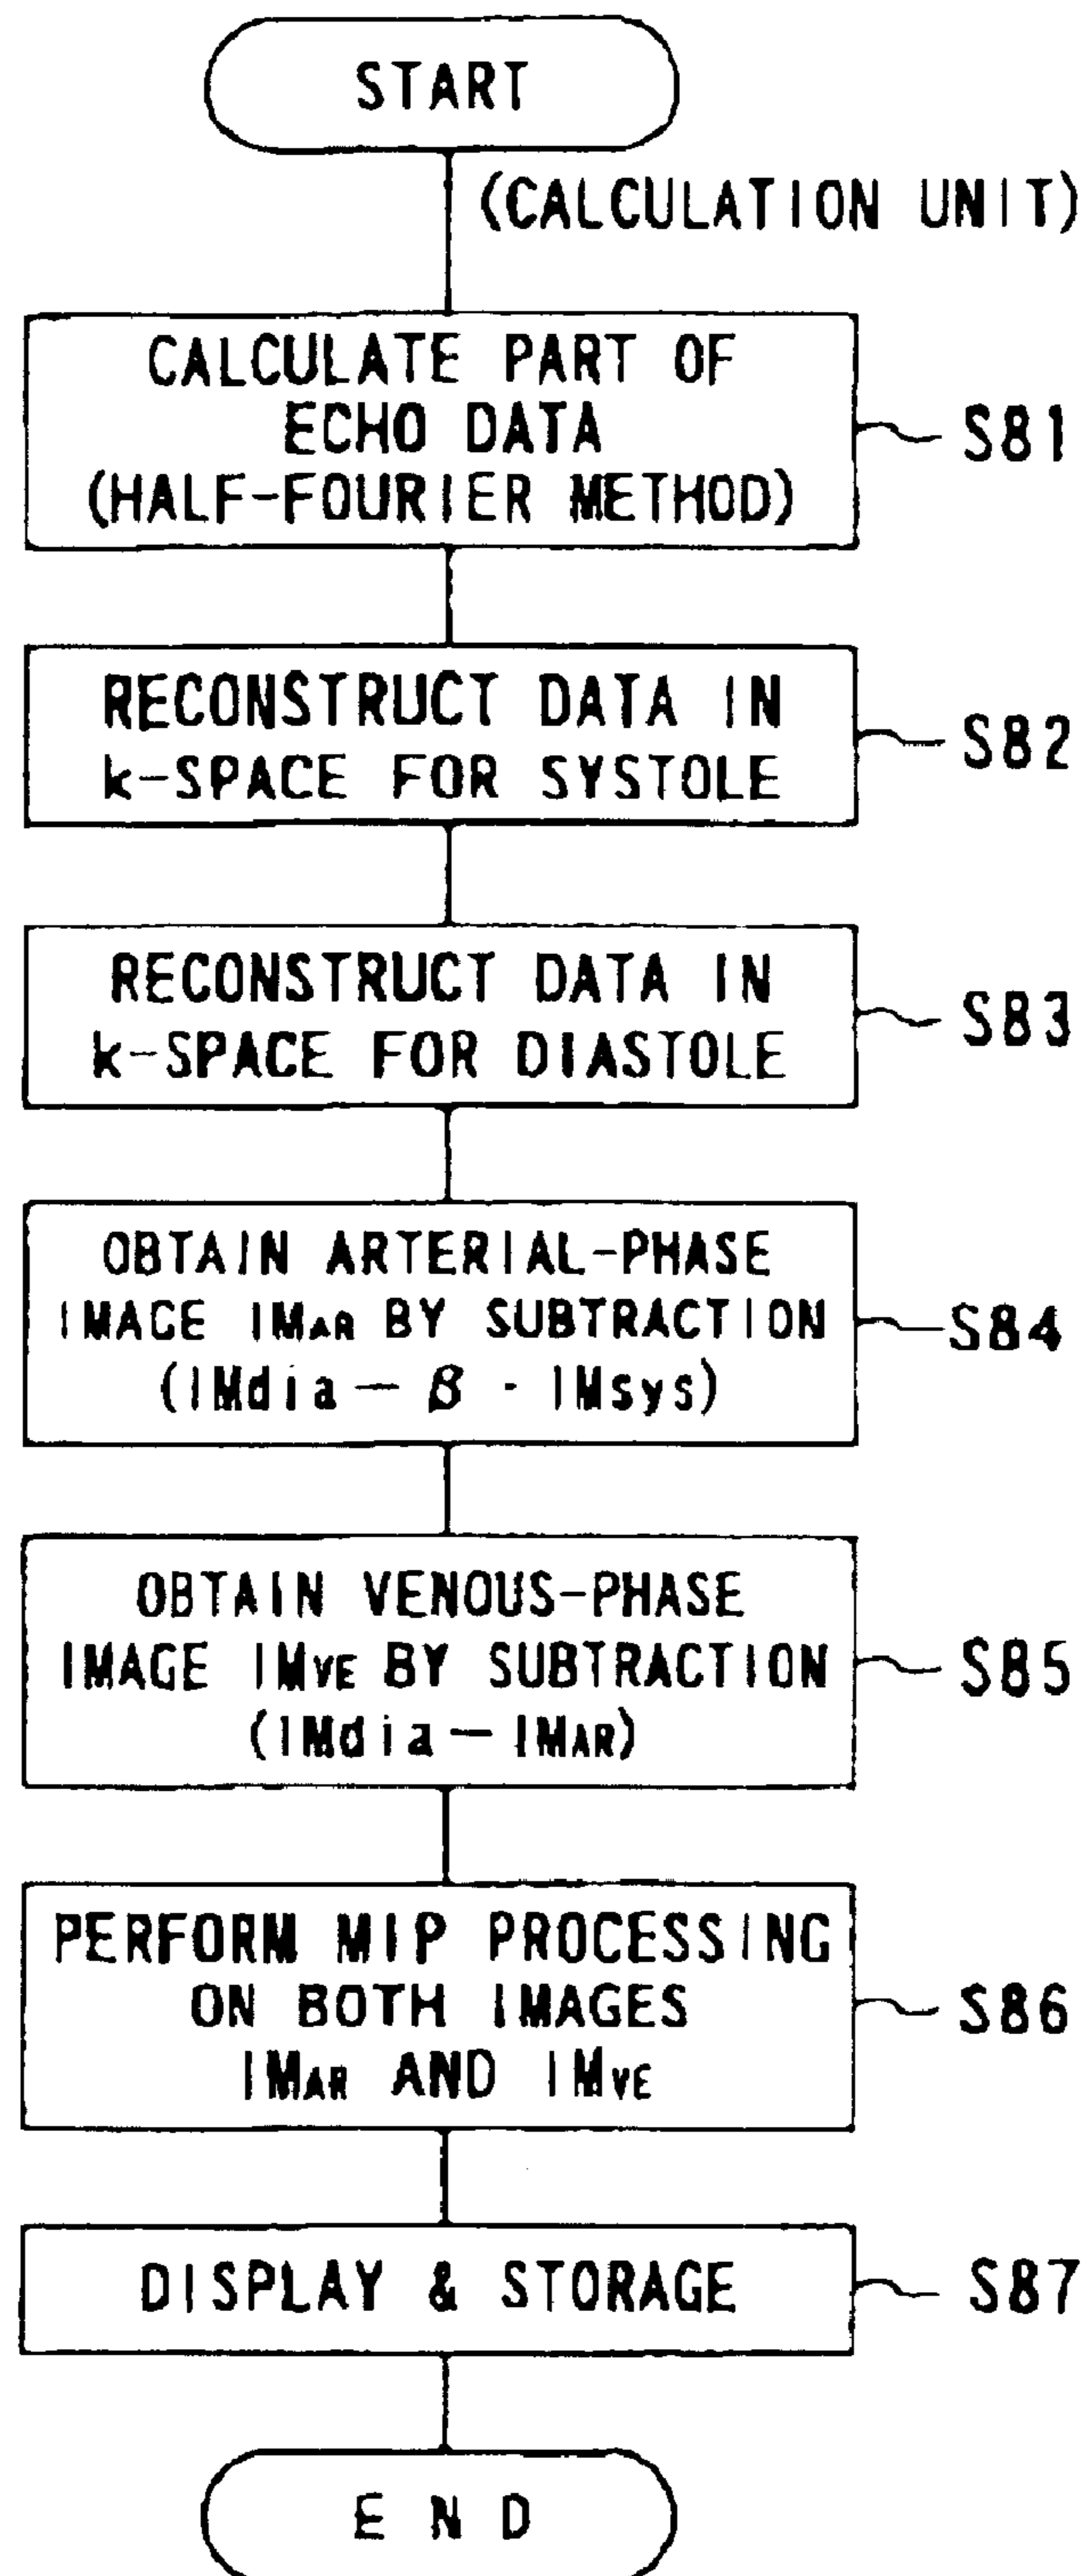 START
(CALCULATION UNIT)
CALCULATE PART OF
ECHO DATA
(HALF-FOURIER METHOD)
S81
RECONSTRUCT DATA IN
k-SPACE FOR SYSTOLE
S82
RECONSTRUCT DATA IN
k-SPACE FOR DIASTOLE
S83
OBTAIN ARTERIAL-PHASE
IMAGE IMAR BY SUBTRACTION
(IMdia − β · IMsys)
S84
OBTAIN VENOUS-PHASE
IMAGE IMVE BY SUBTRACTION
(IMdia − IMAR)
S85
PERFORM MIP PROCESSING
ON BOTH IMAGES
IMAR AND IMVE
S86
DISPLAY & STORAGE
S87
END